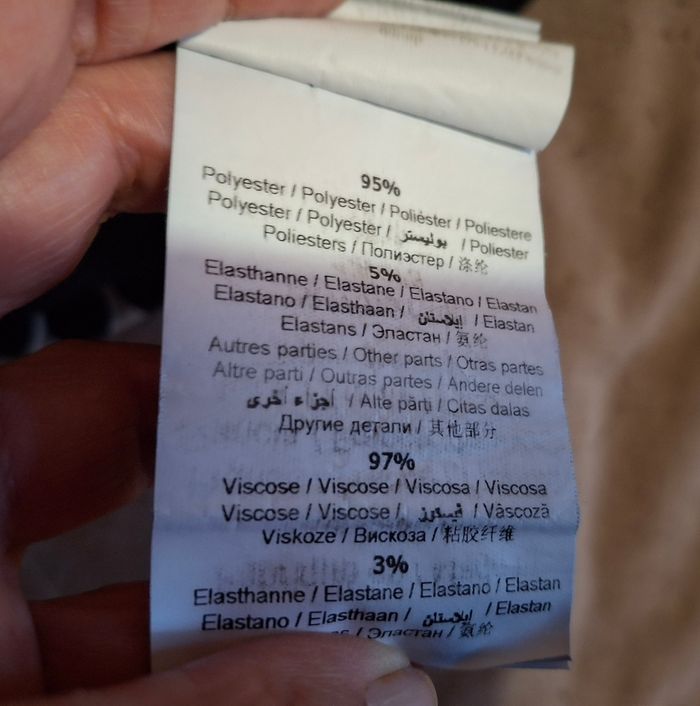 95%
Polyester / Polyester / Poliéster / Poliestere
Polyester / Polyester / بوليستر / Poliester
Poliesters / Полиэстер / 涤纶
5%
Elasthanne / Elastane / Elastano / Elastan
Elastano / Elasthaan / إيلاستان / Elastan
Elastans / Эластан / 氨纶
Autres parties / Other parts / Otras partes
Altre parti / Outras partes / Andere delen
أجزاء أخرى / Alte părți / Citas dalas
Другие детали / 其他部分
97%
Viscose / Viscose / Viscosa / Viscosa
Viscose / Viscose / فيسكوز / Vâscoză
Viskoze / Вискоза / 粘胶纤维
3%
Elasthanne / Elastane / Elastano / Elastan
Elastano / Elasthaan / إيلاستان / Elastan
/ Эластан / 氨纶